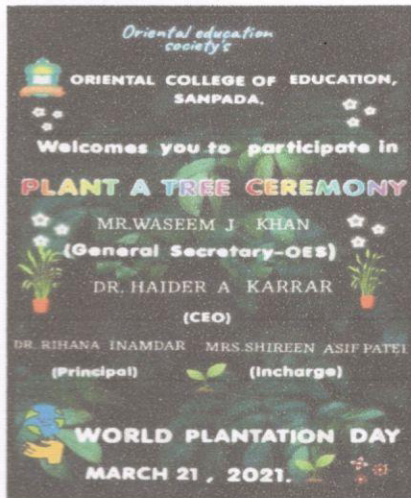 Oriental education
society's
ORIENTAL COLLEGE OF EDUCATION,
SANPADA.
Welcomes you to participate in
PLANT A TREE CEREMONY
MR.WASEEM J KHAN
(General Secretary-OES)
DR. HAIDER A KARRAR
(CEO)
DR. RIHANA INAMDAR MRS.SHIREEN ASIF PATEL
(Principal) (Incharge)
WORLD PLANTATION DAY
MARCH 21 , 2021.